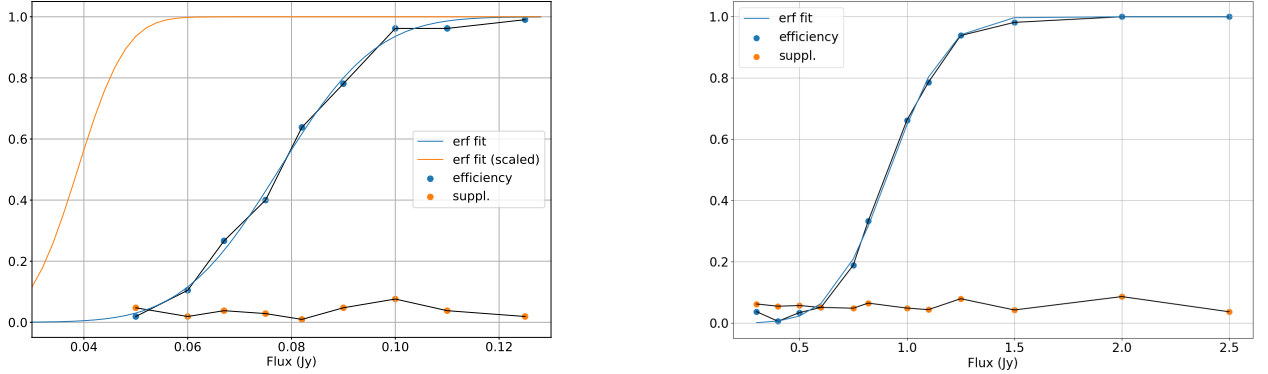 1.0
0.8
0.6
0.4
0.2
0.0
erf fit
erf fit (scaled)
efficiency
suppl.
0.04 0.06 0.08 0.10 0.12
Flux (Jy)
1.0
0.8
0.6
0.4
0.2
0.0
erf fit
efficiency
suppl.
0.5 1.0 1.5 2.0 2.5
Flux (Jy)